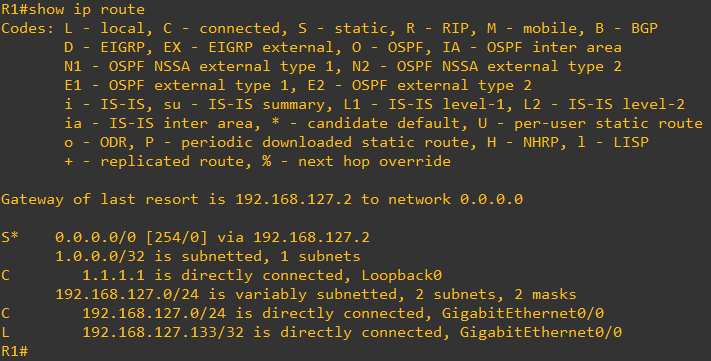 R1#show ip route
Codes: L - local, C - connected, S - static, R - RIP, M - mobile, B - BGP
       D - EIGRP, EX - EIGRP external, O - OSPF, IA - OSPF inter area
       N1 - OSPF NSSA external type 1, N2 - OSPF NSSA external type 2
       E1 - OSPF external type 1, E2 - OSPF external type 2
       i - IS-IS, su - IS-IS summary, L1 - IS-IS level-1, L2 - IS-IS level-2
       ia - IS-IS inter area, * - candidate default, U - per-user static route
       o - ODR, P - periodic downloaded static route, H - NHRP, l - LISP
       + - replicated route, % - next hop override

Gateway of last resort is 192.168.127.2 to network 0.0.0.0

S*    0.0.0.0/0 [254/0] via 192.168.127.2
      1.0.0.0/32 is subnetted, 1 subnets
C        1.1.1.1 is directly connected, Loopback0
      192.168.127.0/24 is variably subnetted, 2 subnets, 2 masks
C        192.168.127.0/24 is directly connected, GigabitEthernet0/0
L        192.168.127.133/32 is directly connected, GigabitEthernet0/0
R1#